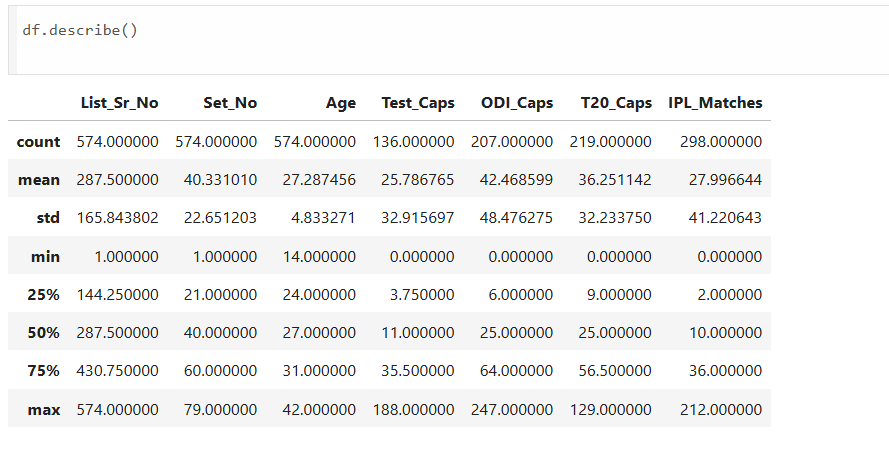 df.describe()
List_Sr_No Set_No Age Test_Caps ODI_Caps T20_Caps IPL_Matches
count 574.000000 574.000000 574.000000 136.000000 207.000000 219.000000 298.000000
mean 287.500000 40.331010 27.287456 25.786765 42.468599 36.251142 27.996644
std 165.843802 22.651203 4.833271 32.915697 48.476275 32.233750 41.220643
min 1.000000 1.000000 14.000000 0.000000 0.000000 0.000000 0.000000
25% 144.250000 21.000000 24.000000 3.750000 6.000000 9.000000 2.000000
50% 287.500000 40.000000 27.000000 11.000000 25.000000 25.000000 10.000000
75% 430.750000 60.000000 31.000000 35.500000 64.000000 56.500000 36.000000
max 574.000000 79.000000 42.000000 188.000000 247.000000 129.000000 212.000000